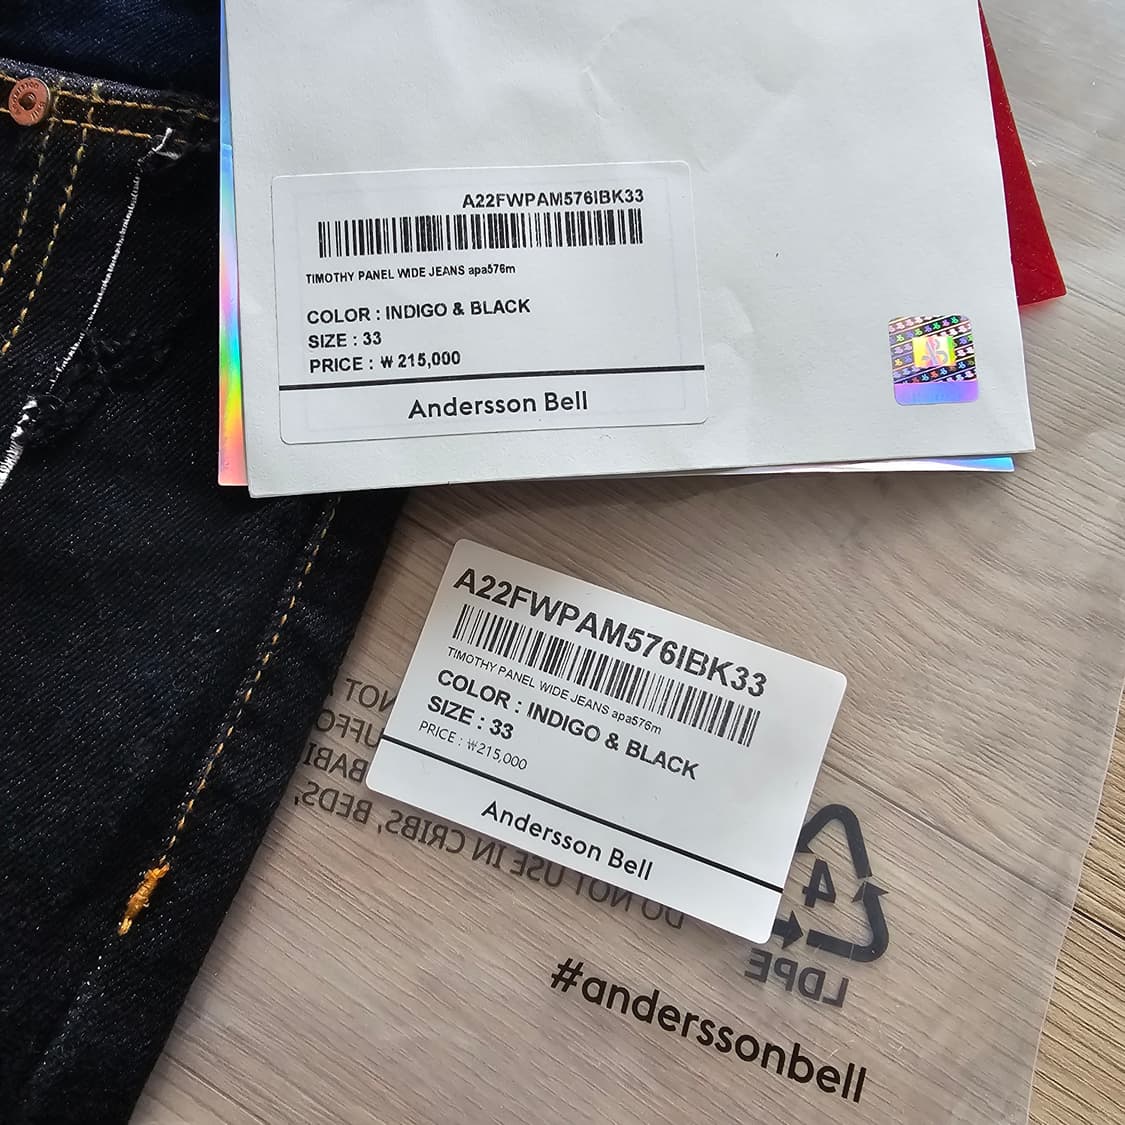 A22FWPAM576IBK33
TIMOTHY PANEL WIDE JEANS apa576m
COLOR : INDIGO & BLACK
SIZE : 33
PRICE : ₩ 215,000
Andersson Bell
A22FWPAM576IBK33
TIMOTHY PANEL WIDE JEANS apa576m
COLOR : INDIGO & BLACK
SIZE : 33
PRICE : ₩215,000
Andersson Bell
NOT
BEDS,
DO NOT USE IN CRIBS,
4
LDPE
#anderssonbell